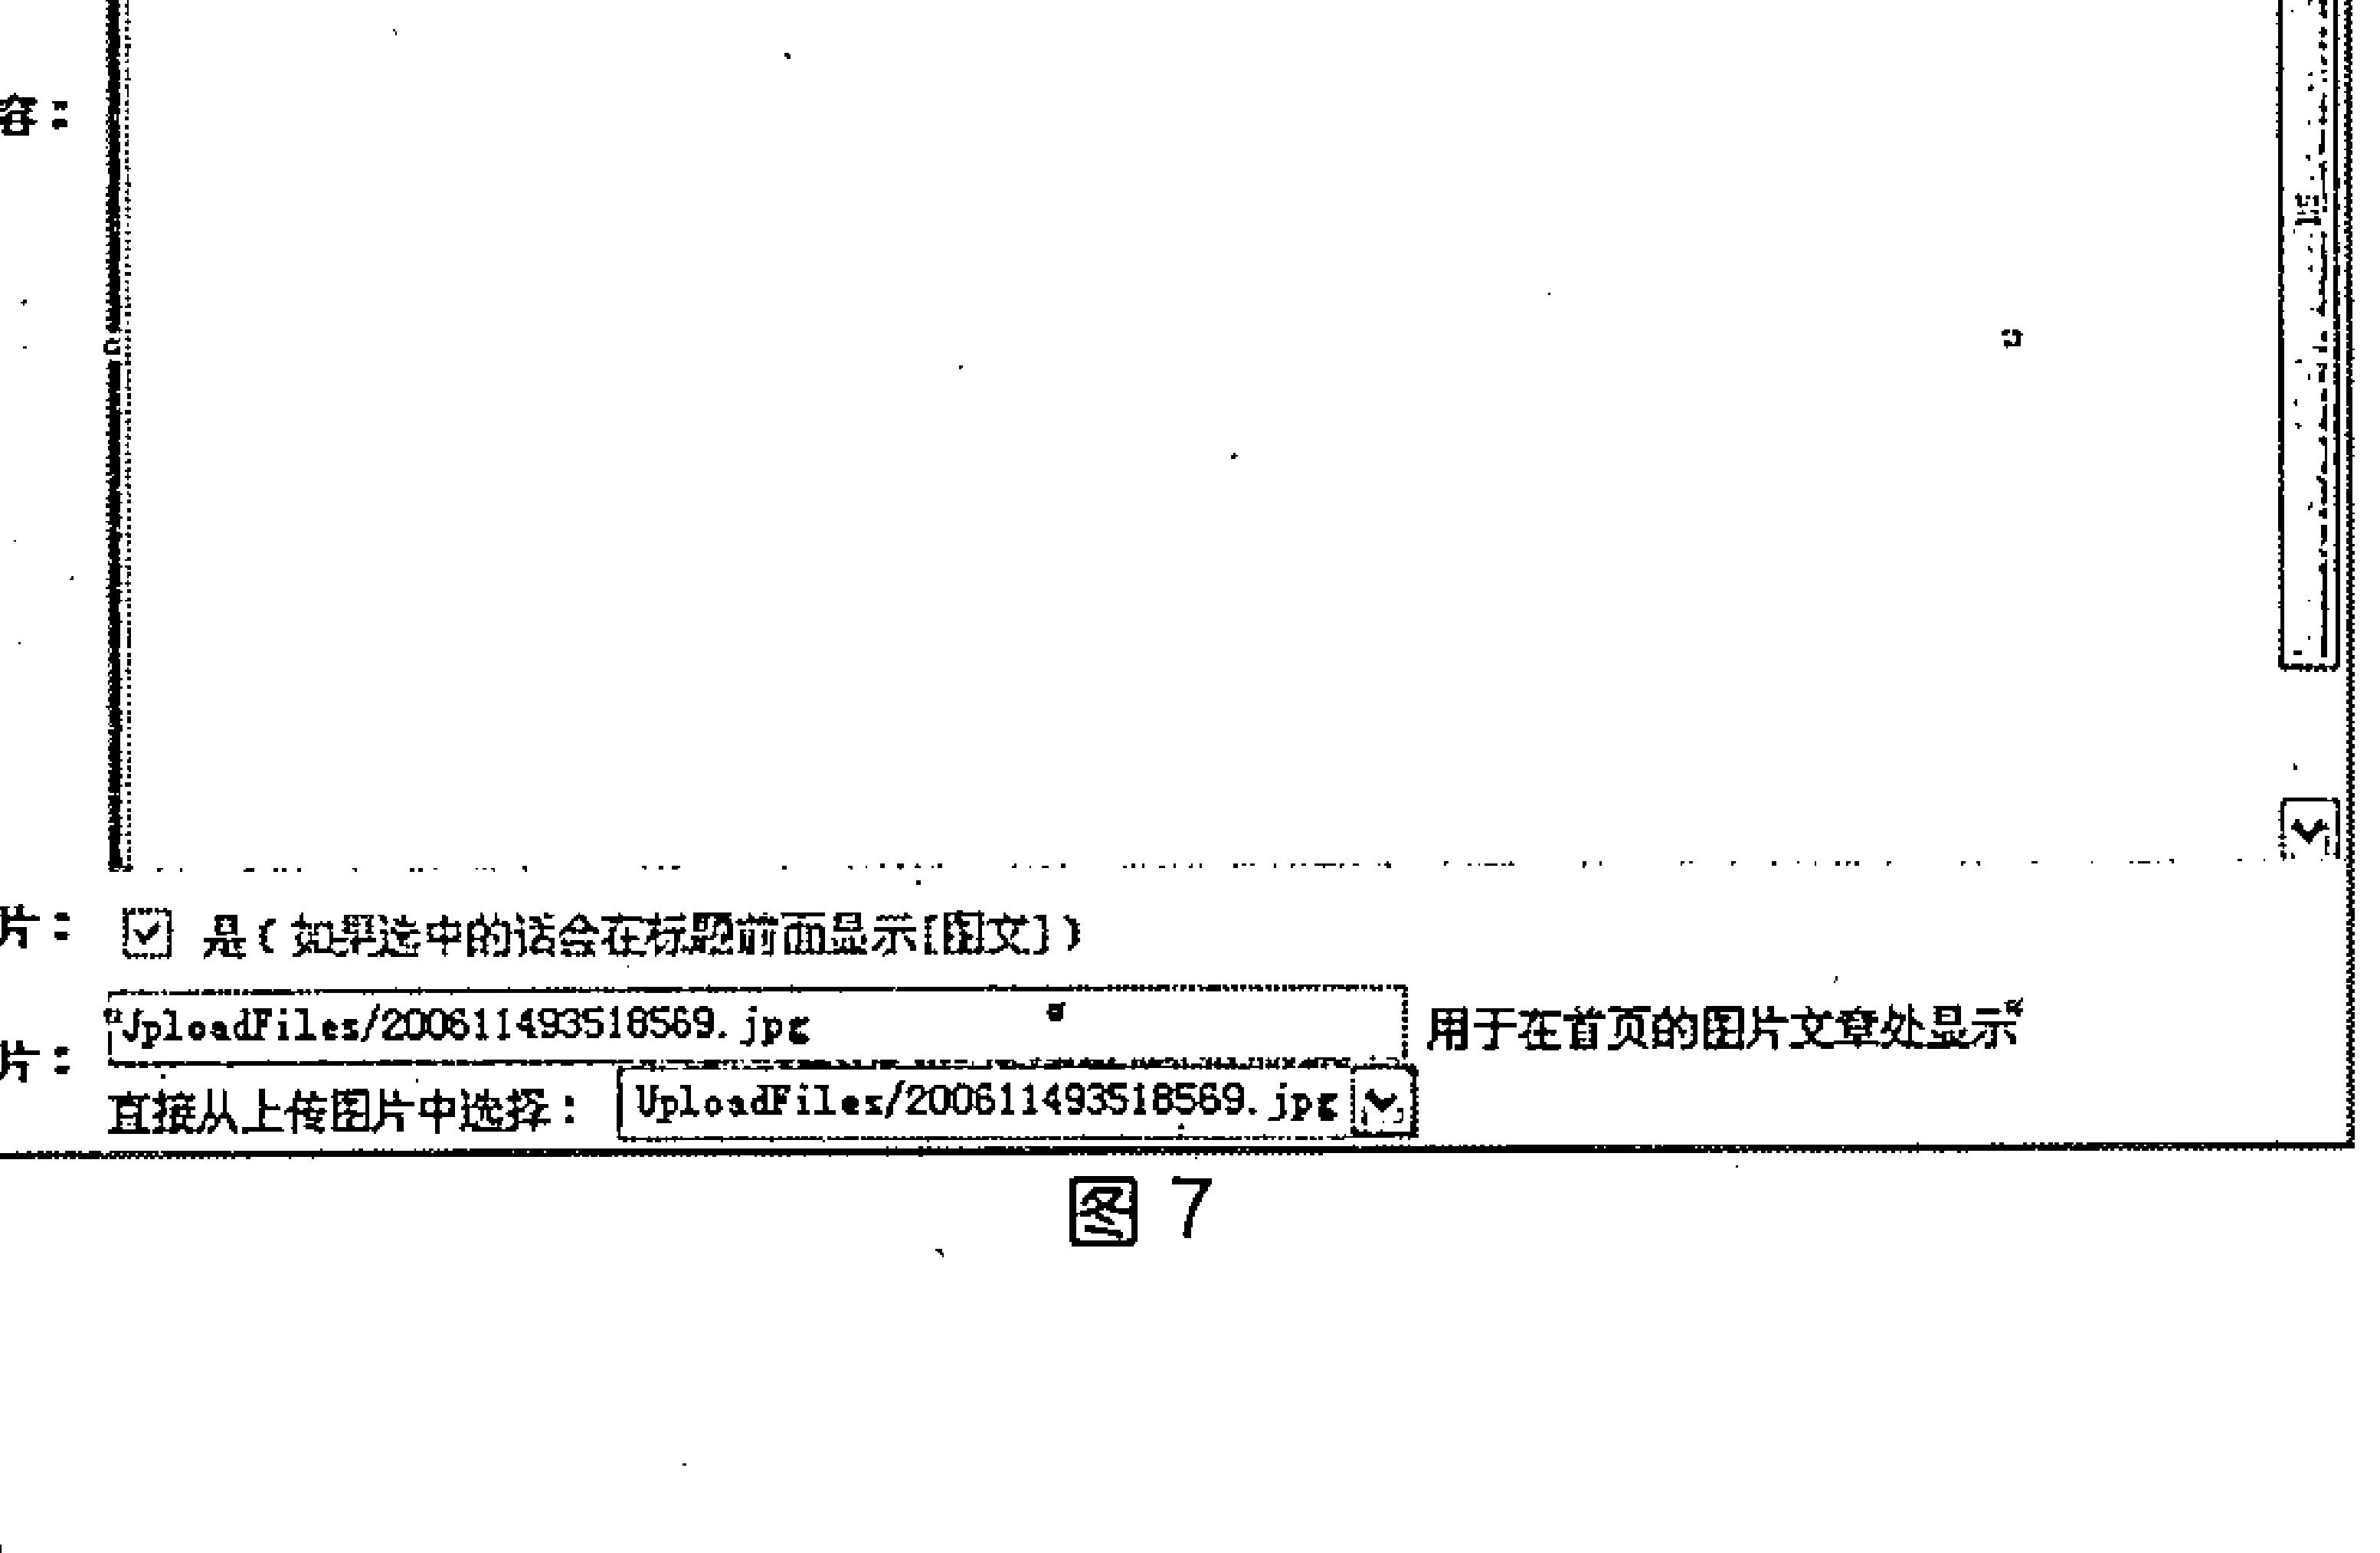 容：
片： 是(如果选中的话会在标题前面显示[图文])
UploadFiles/200611493518569.jpg 用于在首页的图片文章处显示
片：
直接从上传图片中选择： UploadFiles/200611493518569.jpg
图 7